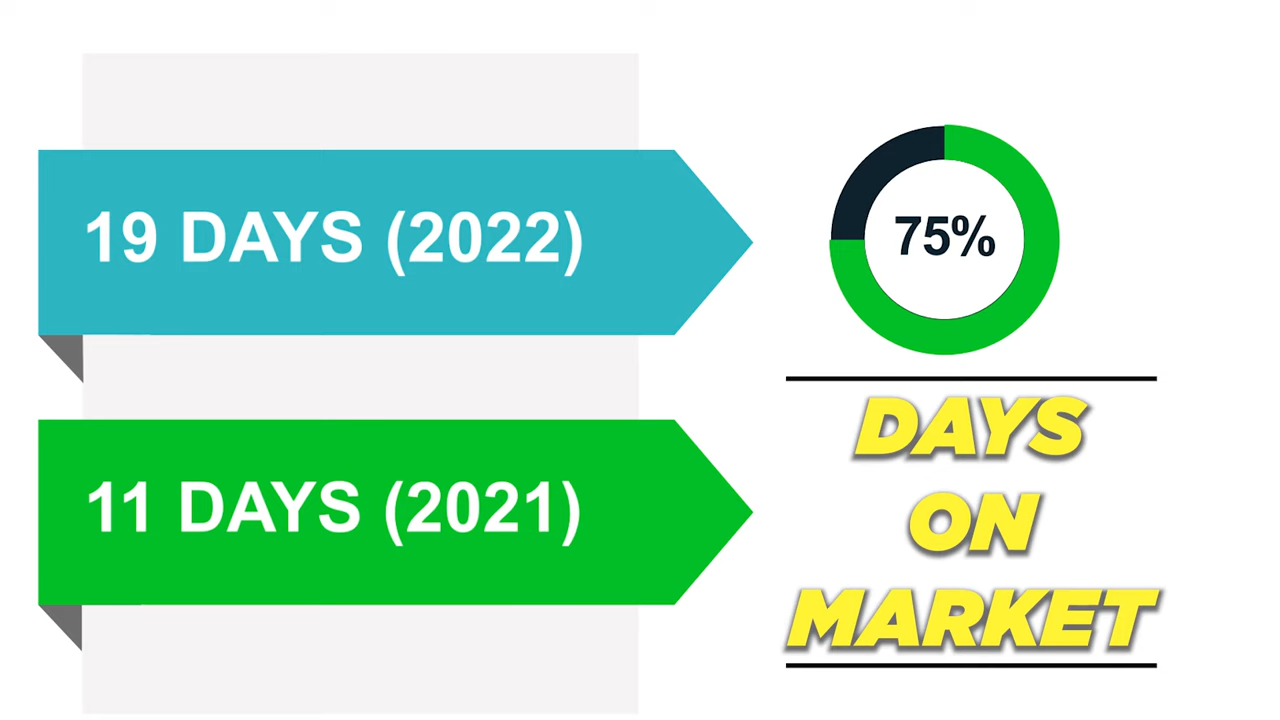 19 DAYS (2022)
11 DAYS (2021)
75%
DAYS
ON
MARKET